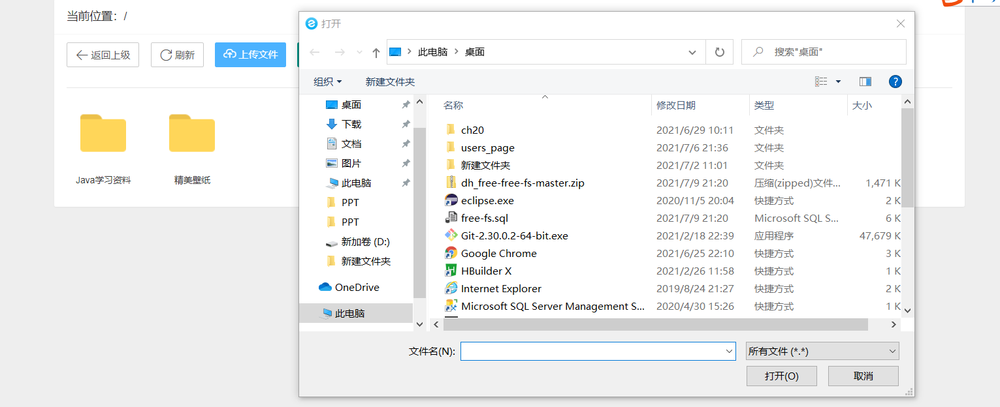 当前位置： /
返回上级 刷新 上传文件
Java学习资料 精美壁纸
打开
此电脑 桌面
搜索"桌面"
组织 新建文件夹
桌面
下载
文档
图片
此电脑
PPT
PPT
新加卷 (D:)
新建文件夹
OneDrive
此电脑
名称 修改日期 类型 大小
ch20 2021/6/29 10:11 文件夹
users_page 2021/7/6 21:36 文件夹
新建文件夹 2021/7/2 11:01 文件夹
dh_free-free-fs-master.zip 2021/7/9 21:20 压缩(zipped)文件... 1,471 K
eclipse.exe 2020/11/5 20:04 快捷方式 2 K
free-fs.sql 2021/7/9 21:20 Microsoft SQL S... 6 K
Git-2.30.0.2-64-bit.exe 2021/2/18 22:39 应用程序 47,679 K
Google Chrome 2021/6/25 22:10 快捷方式 3 K
HBuilder X 2021/2/26 11:58 快捷方式 1 K
Internet Explorer 2019/8/24 21:27 快捷方式 2 K
Microsoft SQL Server Management S... 2020/4/30 15:26 快捷方式 1 K
文件名(N):
所有文件 (*.*)
打开(O) 取消